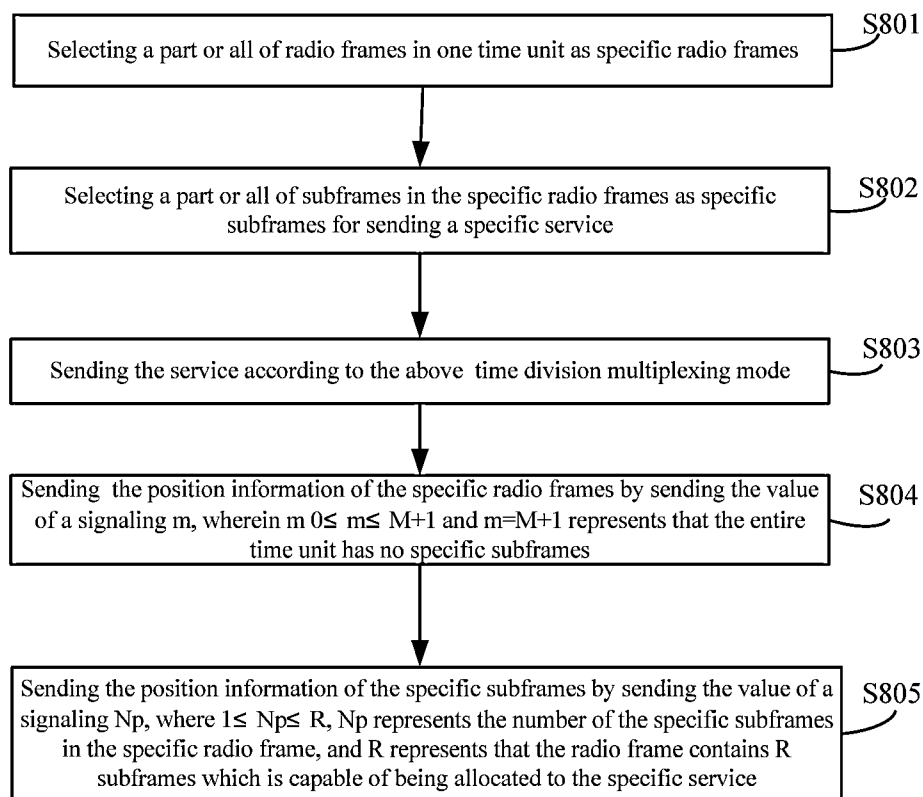 S801
Selecting a part or all of radio frames in one time unit as specific radio frames
S802
Selecting a part or all of subframes in the specific radio frames as specific
subframes for sending a specific service
S803
Sending the service according to the above time division multiplexing mode
S804
Sending the position information of the specific radio frames by sending the value
of a signaling m, wherein m 0≤ m≤ M+1 and m=M+1 represents that the entire
time unit has no specific subframes
S805
Sending the position information of the specific subframes by sending the value of a
signaling Np, where 1≤ Np≤ R, Np represents the number of the specific subframes
in the specific radio frame, and R represents that the radio frame contains R
subframes which is capable of being allocated to the specific service